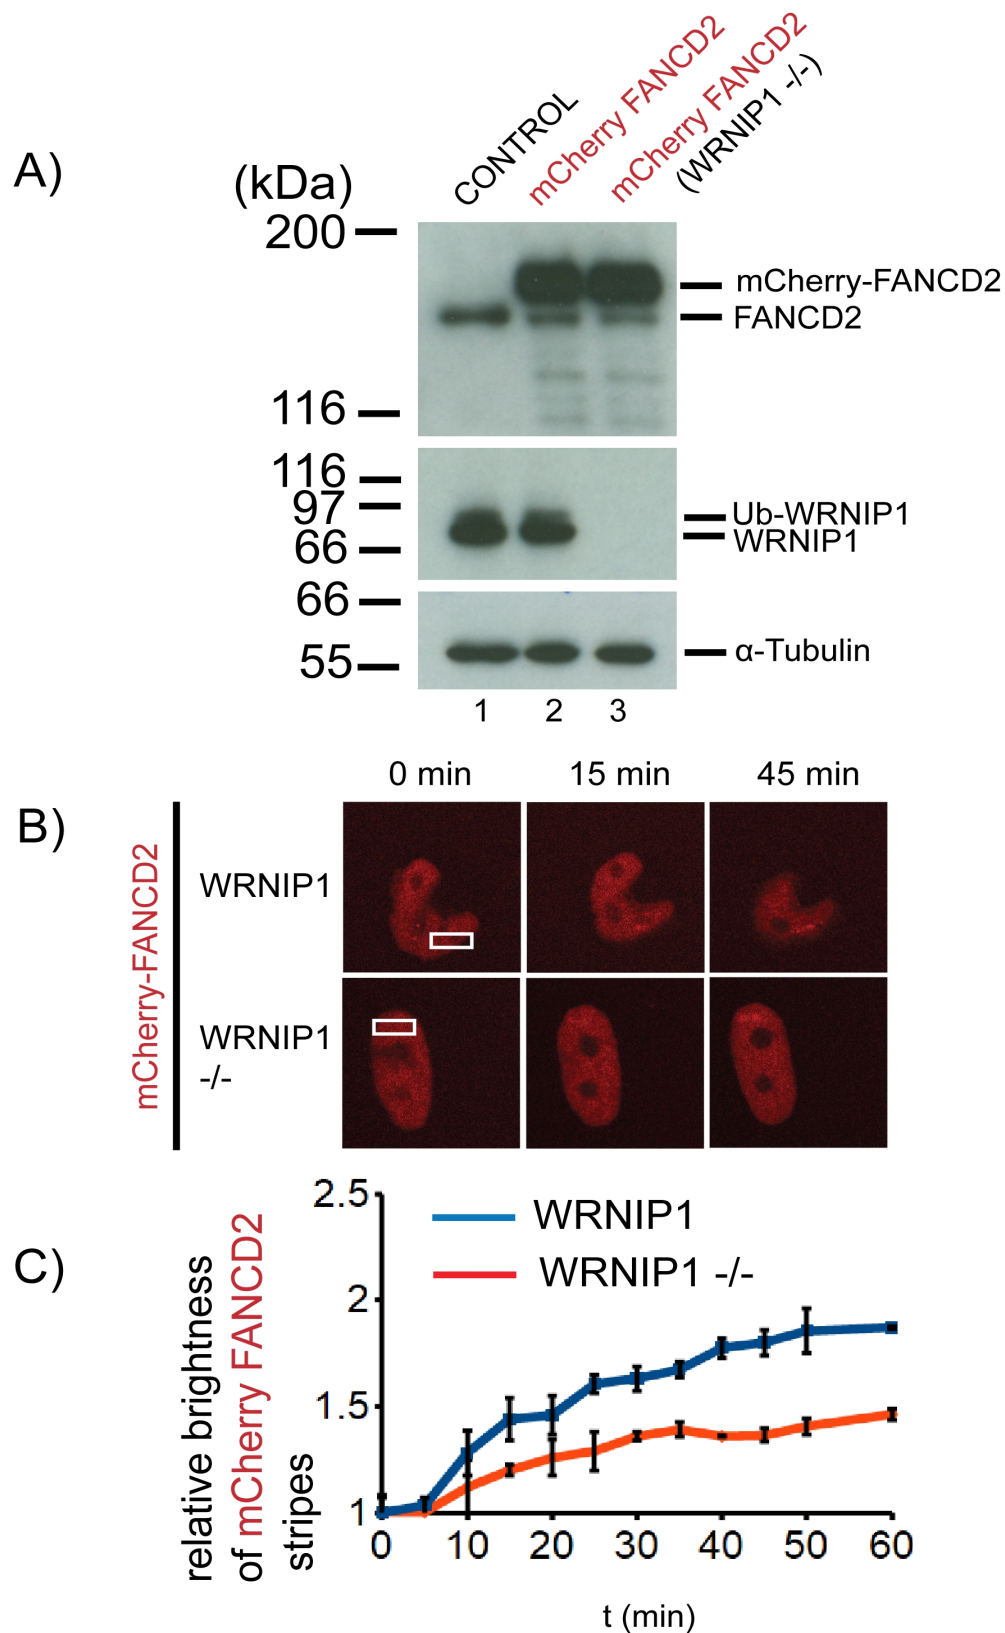 A)
(kDa)
CONTROL
mCherry FANCD2
mCherry FANCD2
(WRNIP1 -/-)
200
116
mCherry-FANCD2
FANCD2
116
97
66
Ub-WRNIP1
WRNIP1
66
55
α-Tubulin
1 2 3
B)
0 min 15 min 45 min
mCherry-FANCD2
WRNIP1
WRNIP1
-/-
C)
relative brightness
of mCherry FANCD2
stripes
2.5
2
1.5
1
WRNIP1
WRNIP1 -/-
0 10 20 30 40 50 60
t (min)